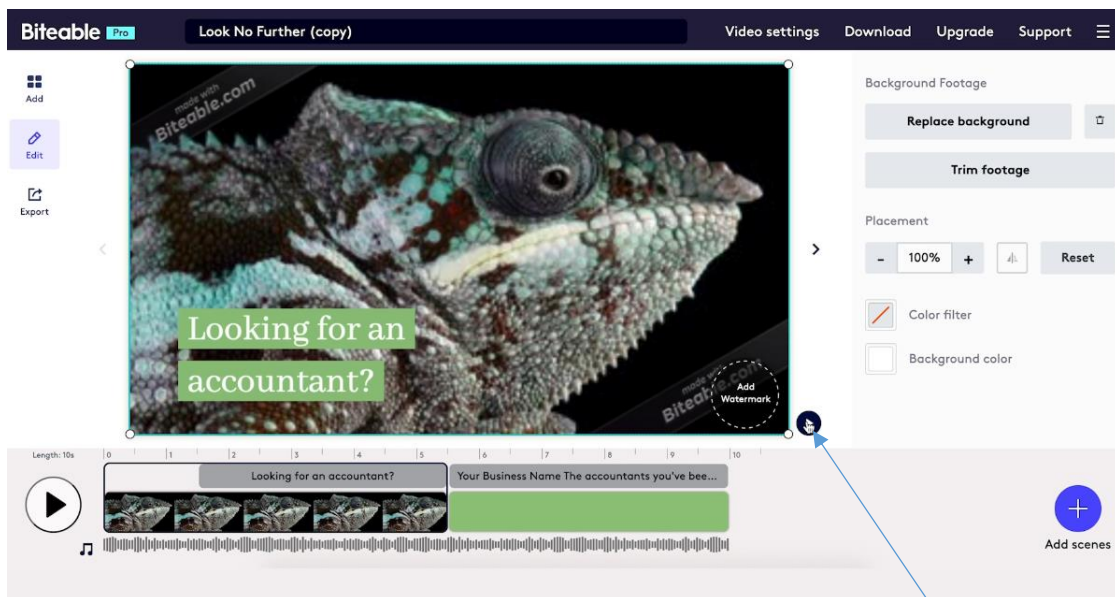 Biteable Pro
Look No Further (copy)
Video settings
Download
Upgrade
Support
Add
Edit
Export
made with
Biteable.com
Looking for an
accountant?
Add
Watermark
made with
Biteable.com
Background Footage
Replace background
Trim footage
Placement
- 100% +
Reset
Color filter
Background color
Length: 10s
0 1 2 3 4 5 6 7 8 9 10
Looking for an accountant?
Your Business Name The accountants you've bee...
Add scenes